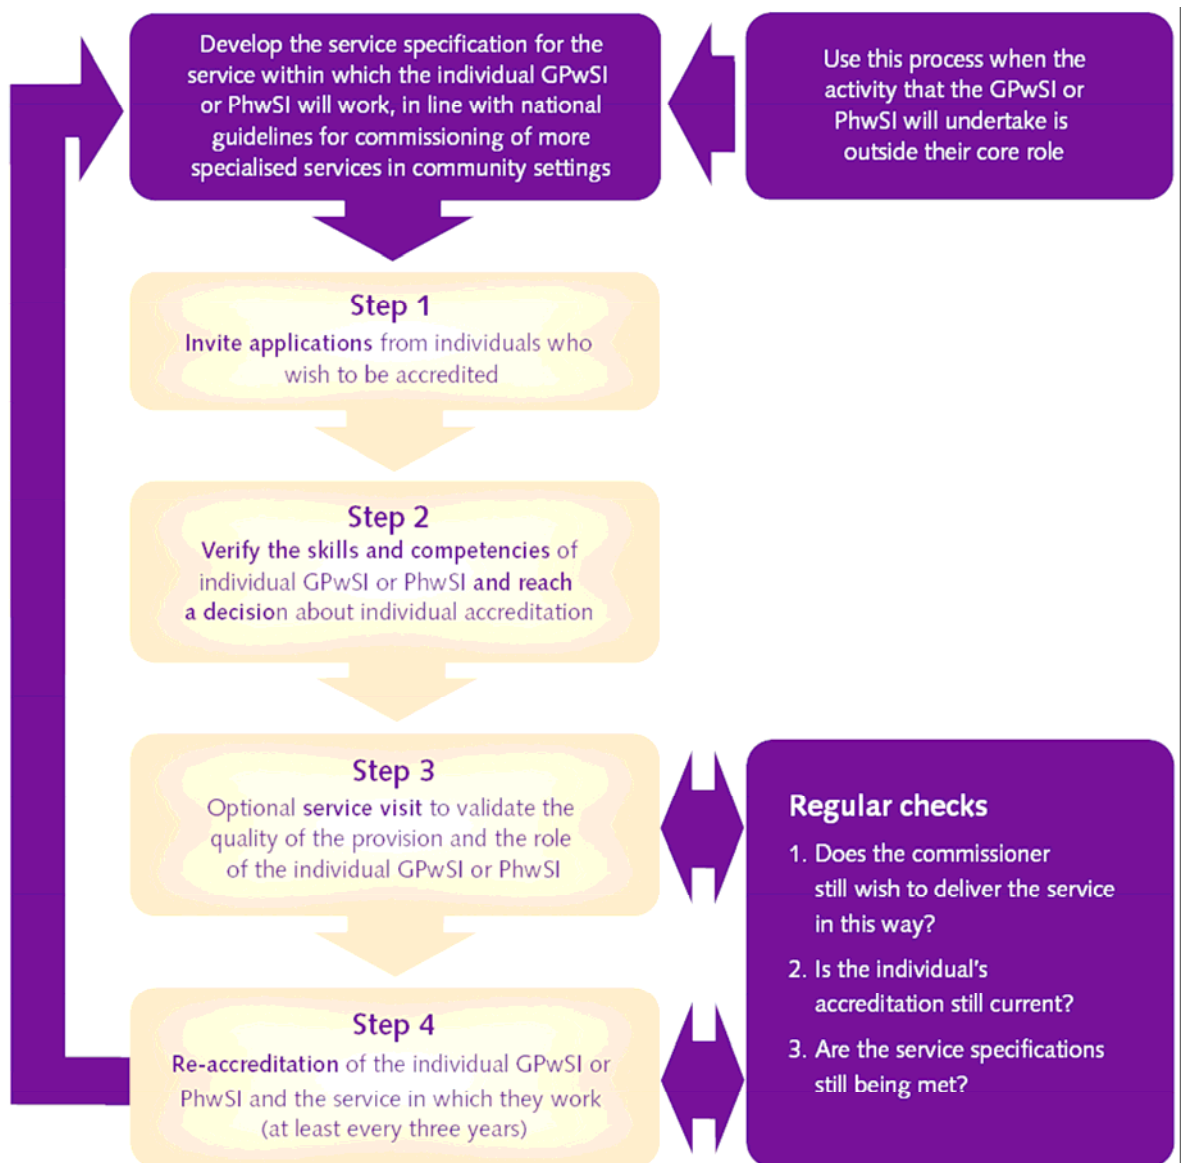 Develop the service specification for the
service within which the individual GPwSI
or PhwSI will work, in line with national
guidelines for commissioning of more
specialised services in community settings
Use this process when the
activity that the GPwSI or
PhwSI will undertake is
outside their core role
Step 1
Invite applications from individuals who
wish to be accredited
Step 2
Verify the skills and competencies of
individual GPwSI or PhwSI and reach
a decision about individual accreditation
Step 3
Optional service visit to validate the
quality of the provision and the role
of the individual GPwSI or PhwSI
Step 4
Re-accreditation of the individual GPwSI or
PhwSI and the service in which they work
(at least every three years)
Regular checks
1. Does the commissioner
still wish to deliver the service
in this way?
2. Is the individual's
accreditation still current?
3. Are the service specifications
still being met?